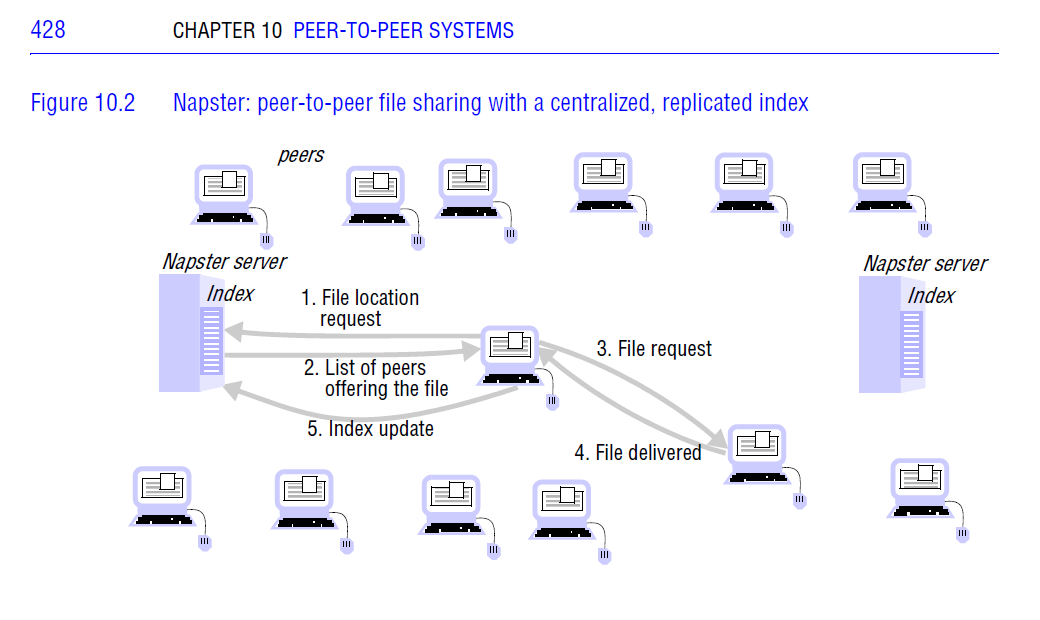 428 CHAPTER 10 PEER-TO-PEER SYSTEMS
Figure 10.2 Napster: peer-to-peer file sharing with a centralized, replicated index
peers
Napster server
Index
Napster server
Index
1. File location
request
2. List of peers
offering the file
3. File request
4. File delivered
5. Index update